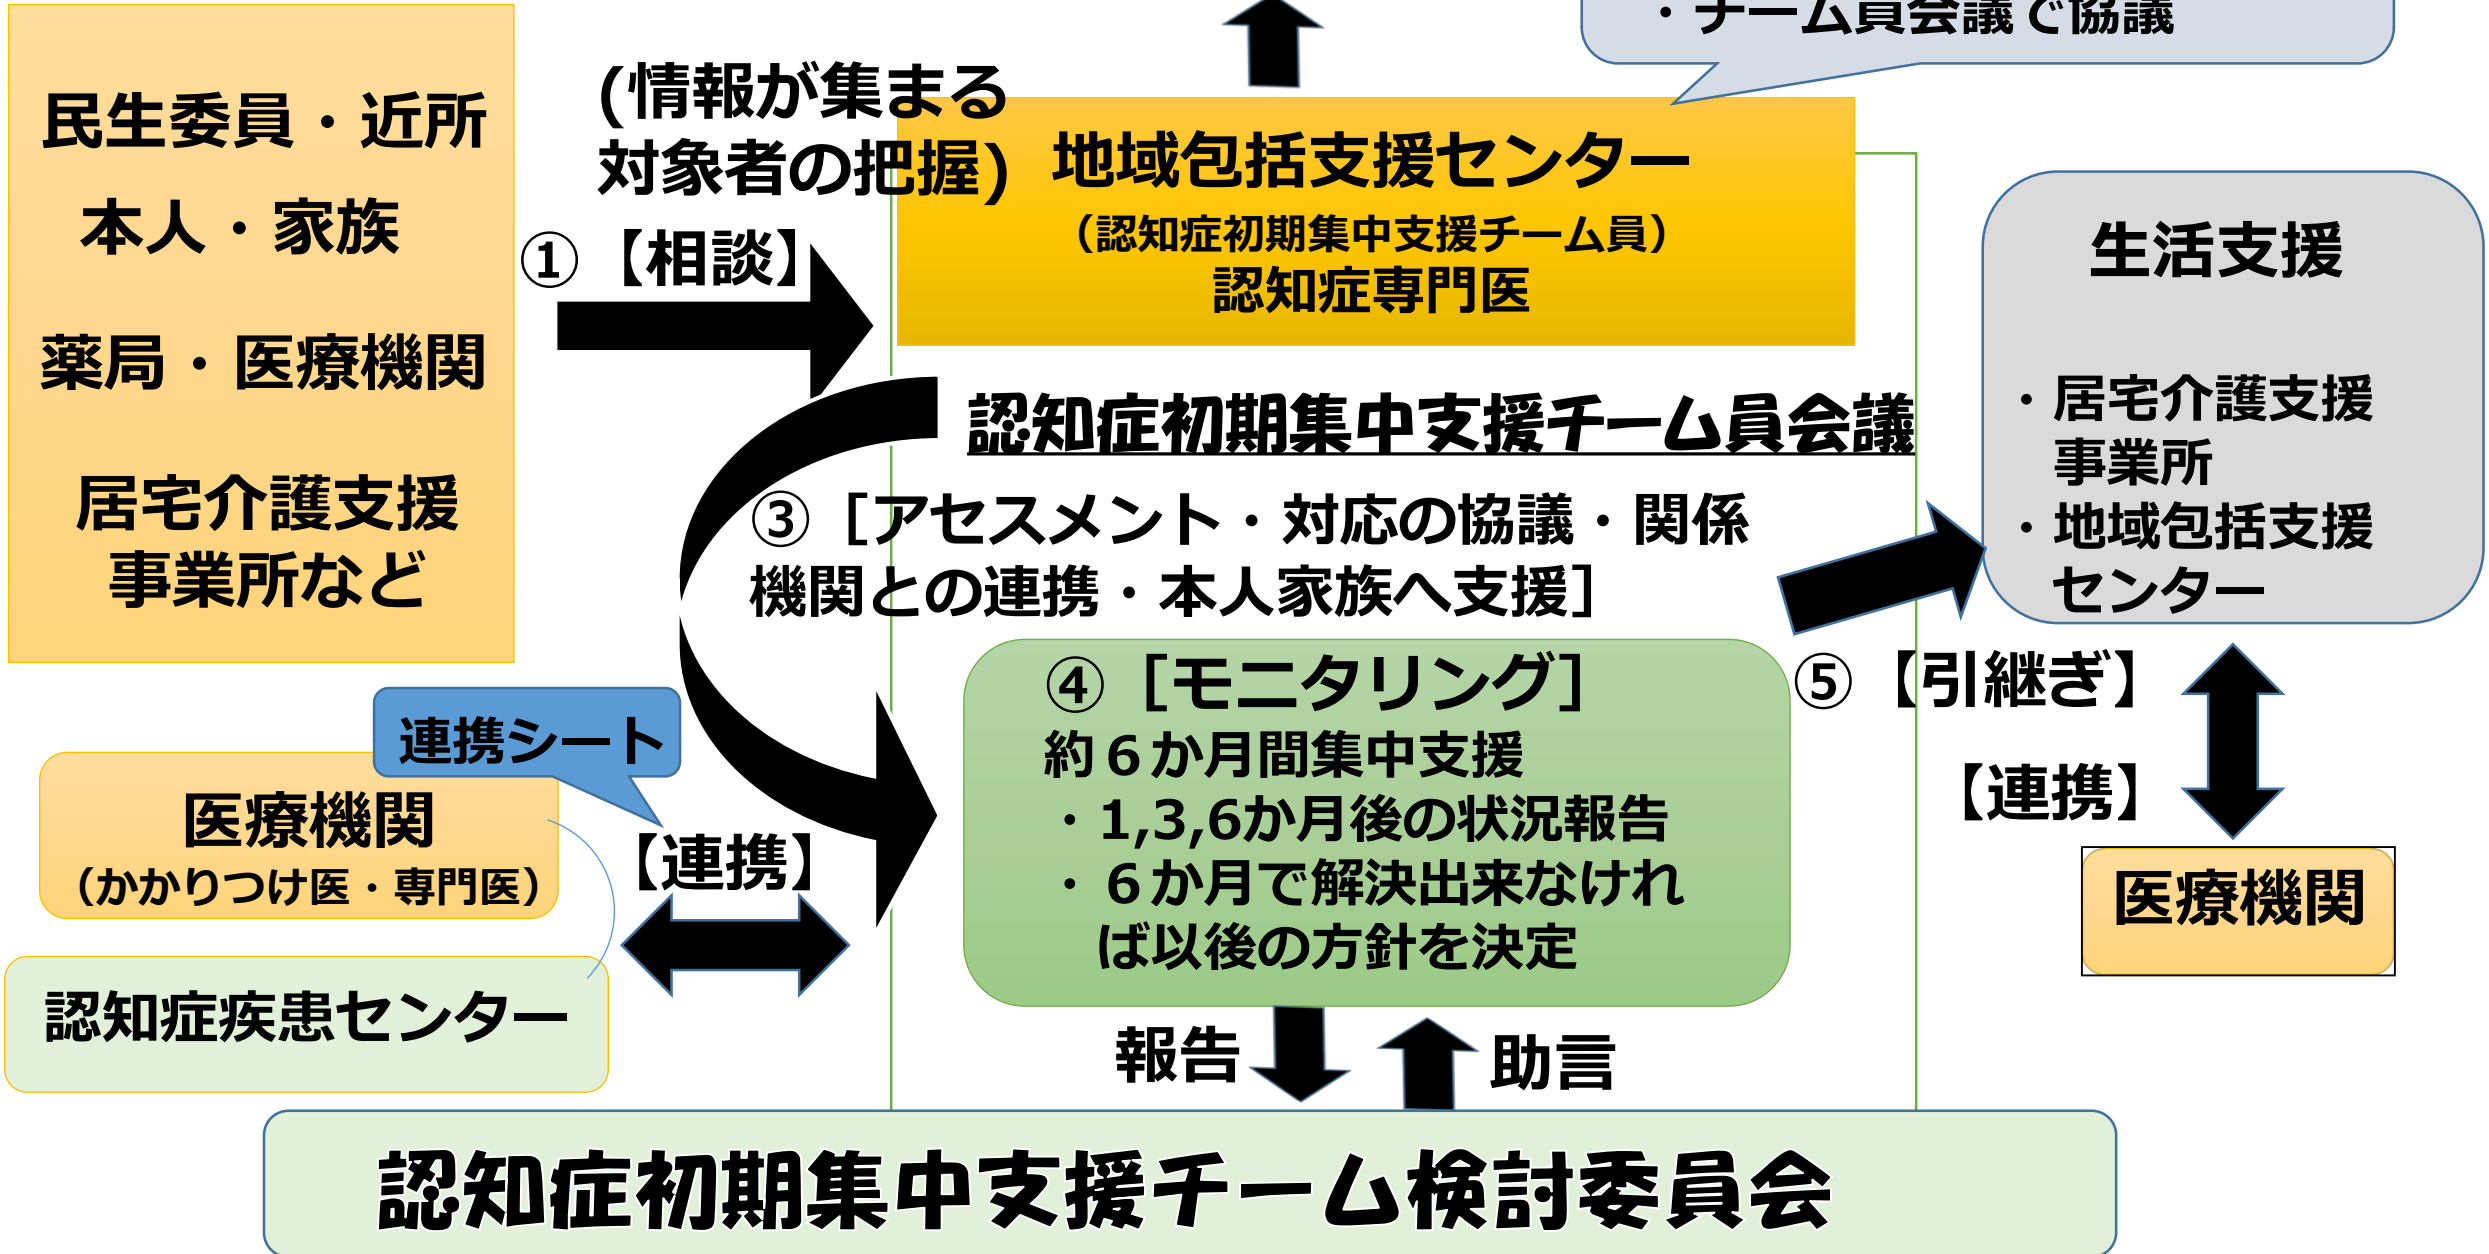 ・チーム員会議で協議
民生委員・近所
本人・家族
薬局・医療機関
居宅介護支援
事業所など
(情報が集まる
対象者の把握)
①【相談】
地域包括支援センター
（認知症初期集中支援チーム員）
認知症専門医
認知症初期集中支援チーム員会議
③［アセスメント・対応の協議・関係
機関との連携・本人家族へ支援］
④［モニタリング］
約６か月間集中支援
・1,3,6か月後の状況報告
・６か月で解決出来なけれ
ば以後の方針を決定
生活支援
・居宅介護支援
事業所
・地域包括支援
センター
⑤【引継ぎ】
【連携】
医療機関
連携シート
医療機関
（かかりつけ医・専門医）
【連携】
認知症疾患センター
報告
助言
認知症初期集中支援チーム検討委員会